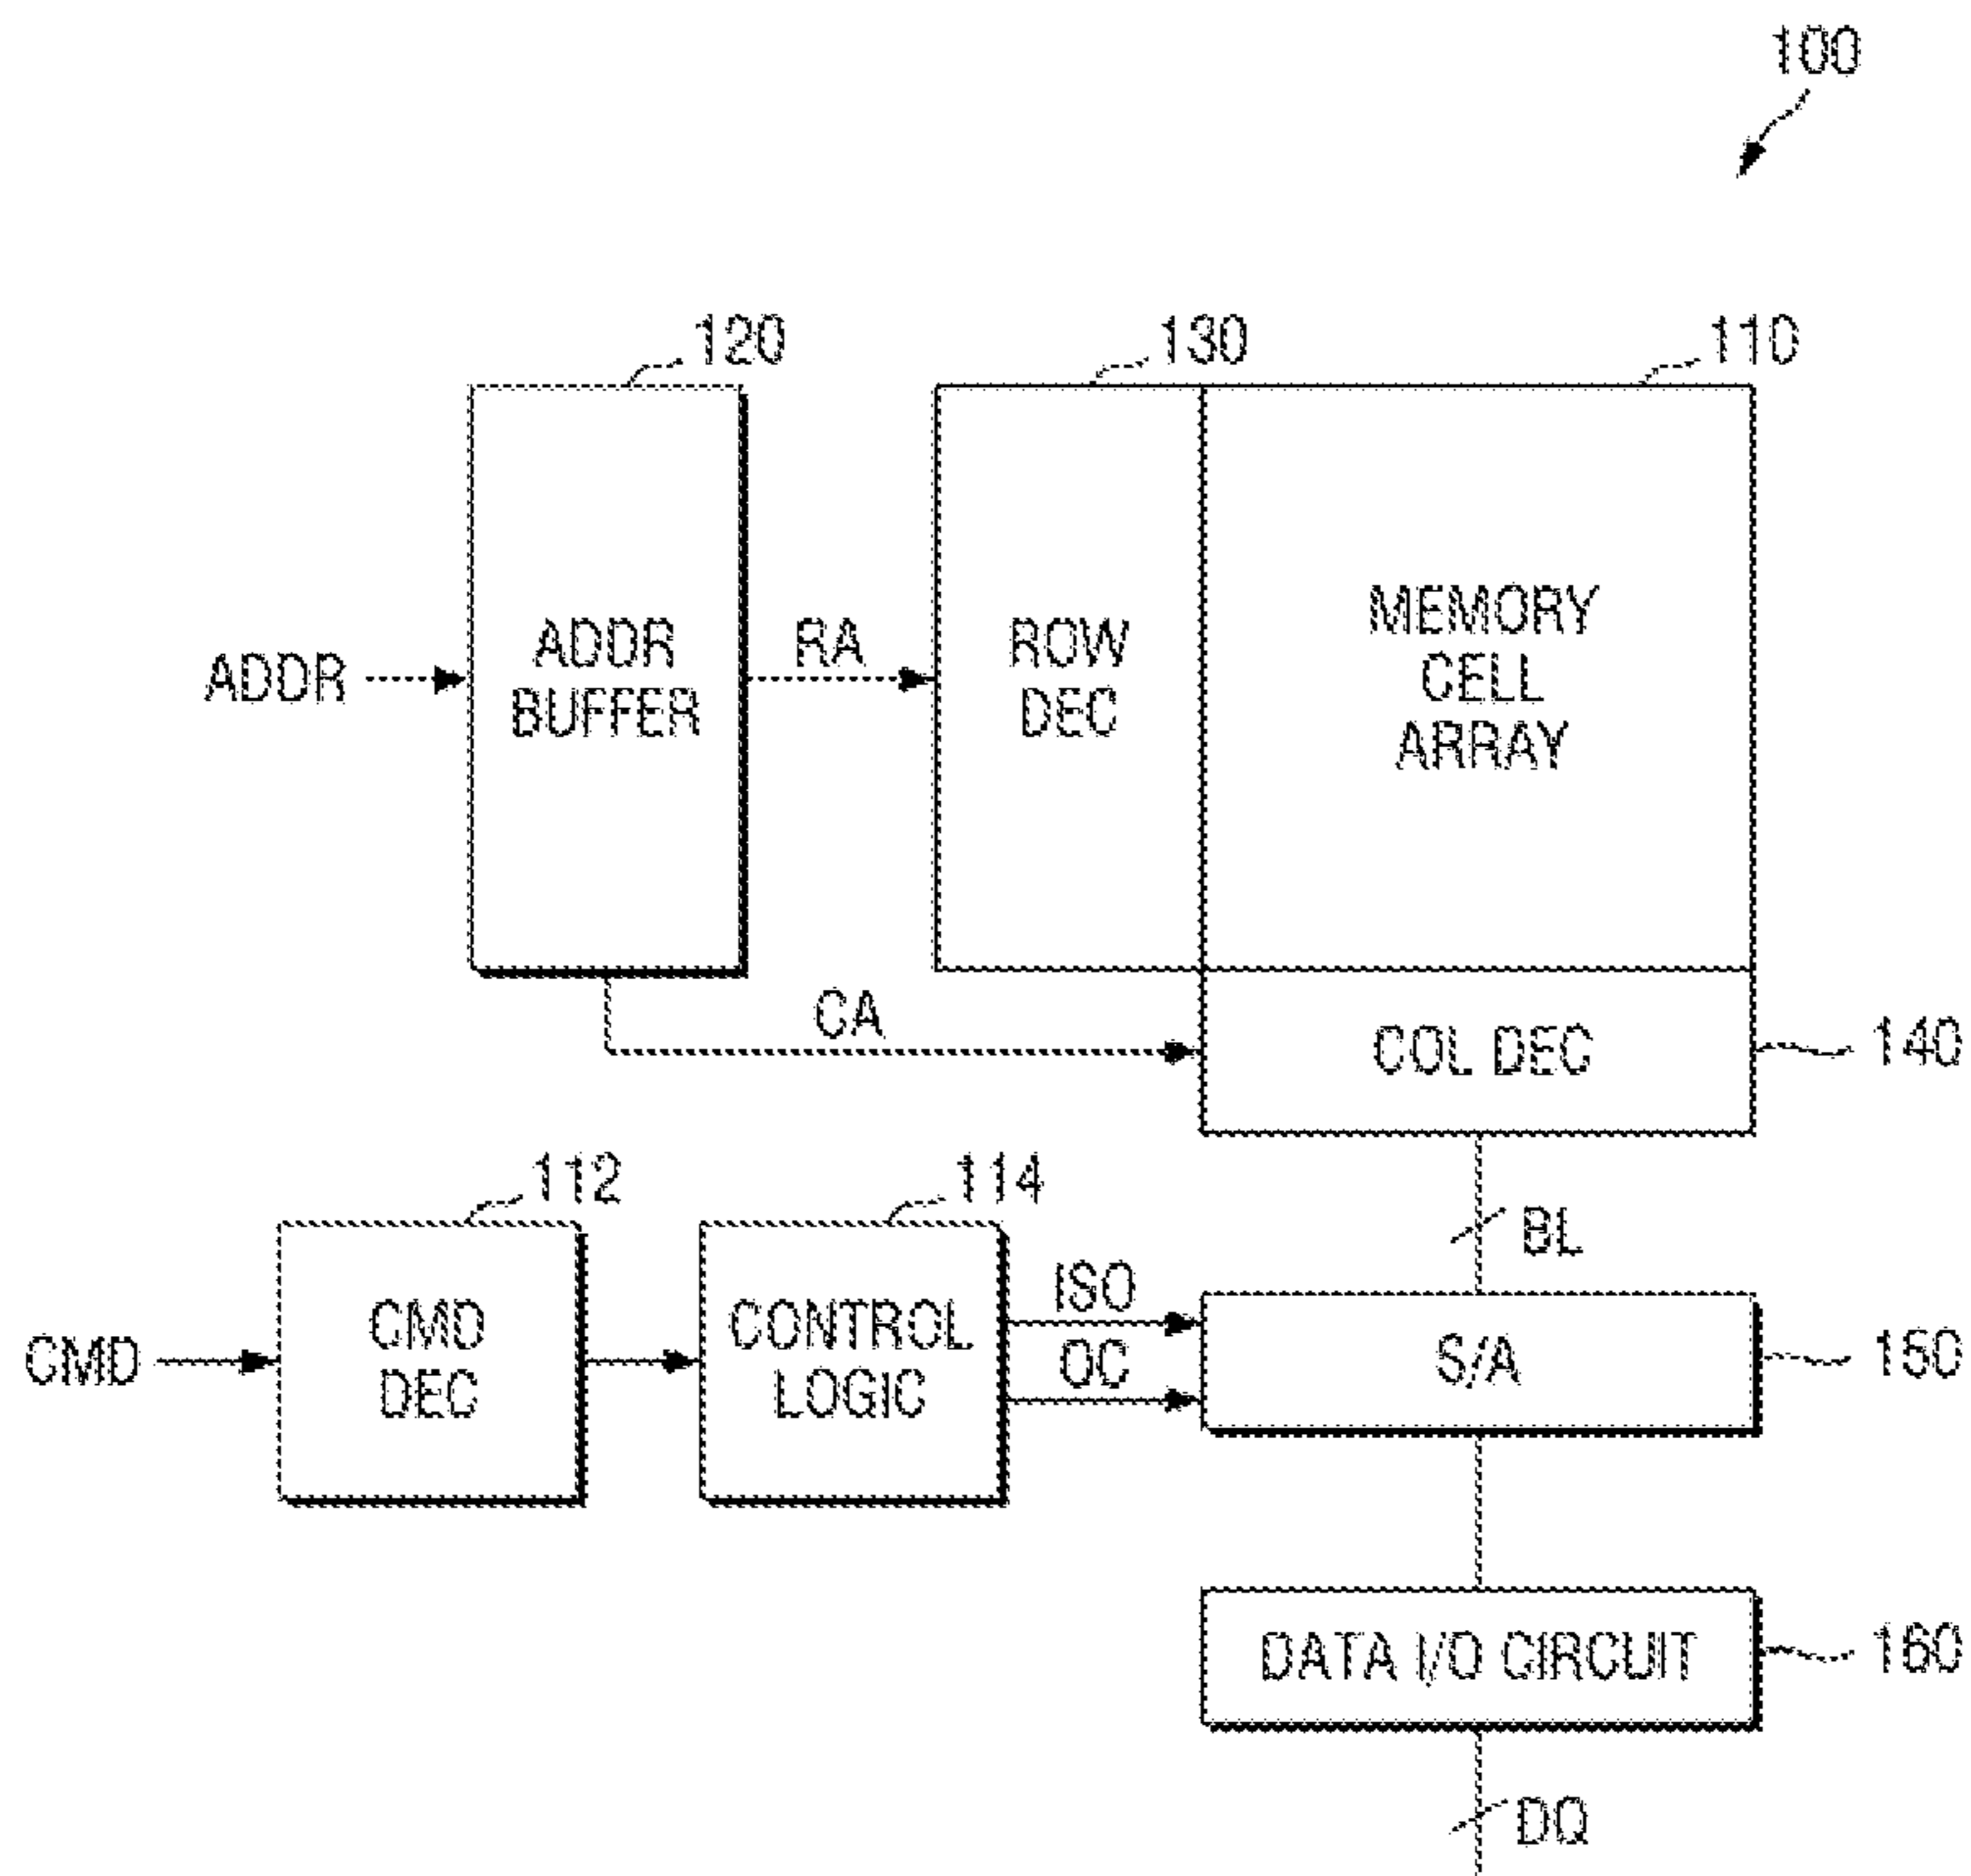 100
120
130
110
ADDR
ADDR
BUFFER
RA
ROW
DEC
MEMORY
CELL
ARRAY
CA
COL DEC
140
112
114
BL
CMD
CMD
DEC
CONTROL
LOGIC
ISO
OC
S/A
150
DATA I/O CIRCUIT
160
DQ